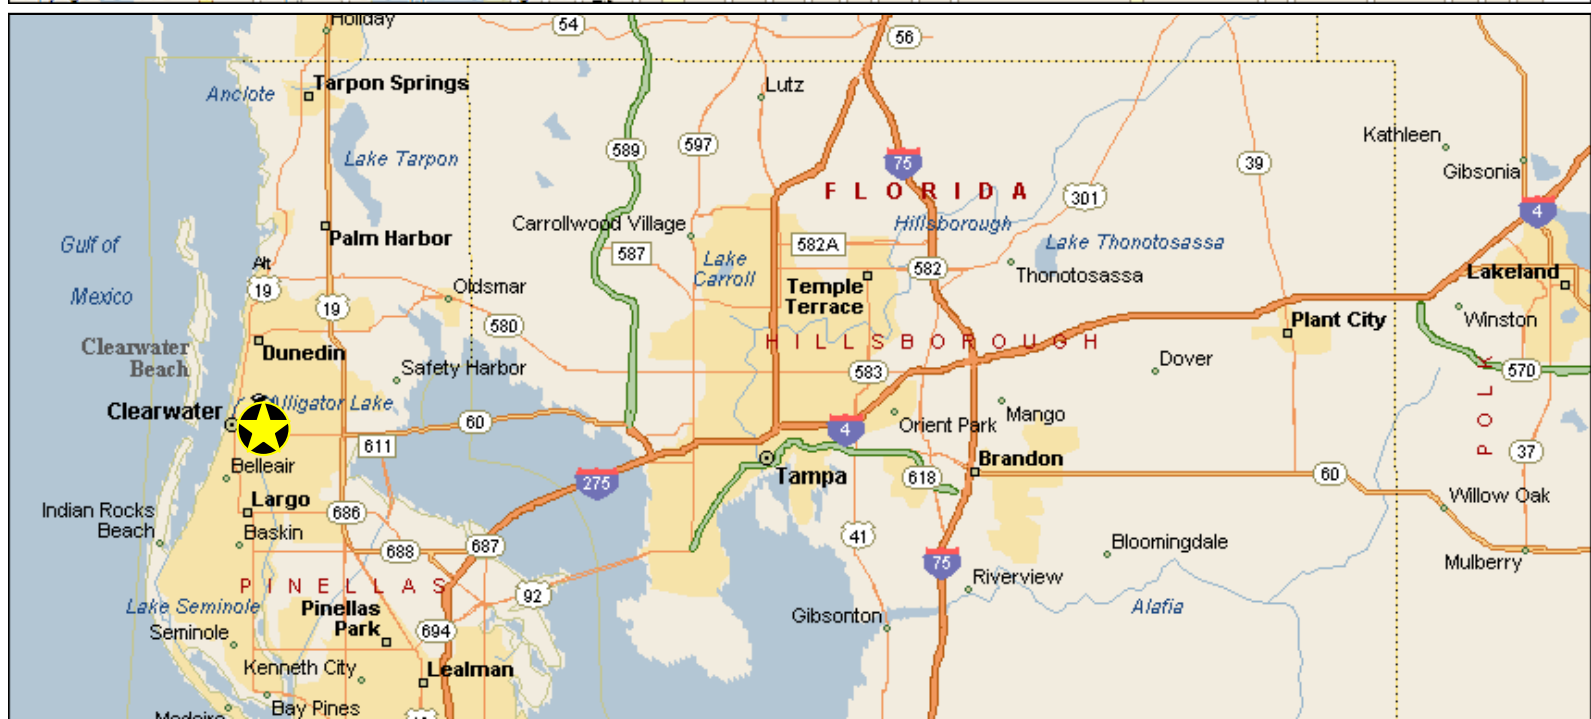 Holiday
54
56
Tarpon Springs
Lutz
Anclote
Kathleen
589
597
Lake Tarpon
75
39
Gibsonia
FLORIDA
301
4
Carrollwood Village
Hillsborough
Palm Harbor
Gulf of
Mexico
587
582A
Lake Thonotosassa
Lake
Carroll
Alt
19
582
Thonotosassa
Lakeland
Oldsmar
Temple
Terrace
19
580
Plant City
Winston
HILLSBOROUGH
Clearwater
Beach
Dunedin
Dover
POLK
570
Safety Harbor
583
Alligator Lake
Clearwater
60
4
Orient Park
Mango
611
Belleair
37
Brandon
Tampa
618
60
275
Largo
Willow Oak
Indian Rocks
Beach
686
Baskin
41
688
687
Bloomingdale
75
Mulberry
PINELLAS
Riverview
92
Lake Seminole
Pinellas
Park
Alafia
Gibsonton
Seminole
694
Kenneth City
Lealman
Bay Pines